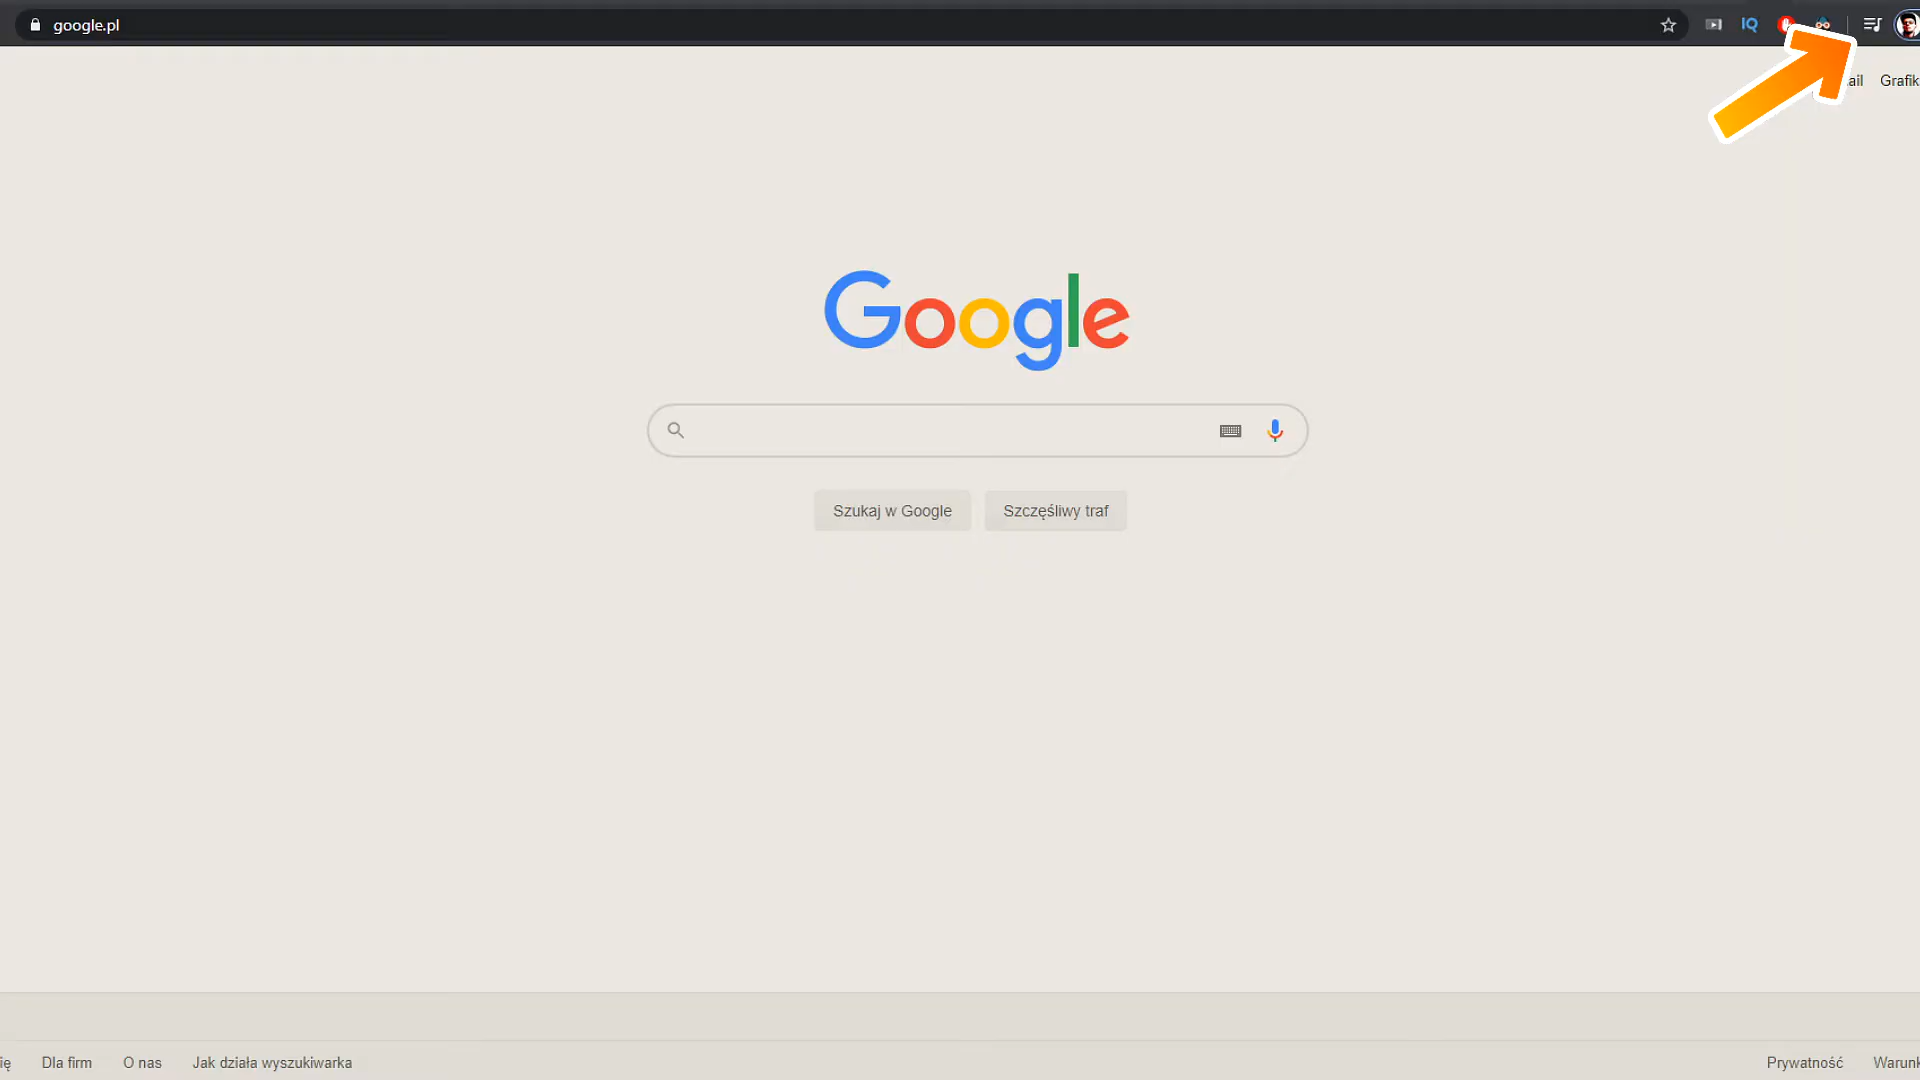 google.pl
IQ
ail Grafik
Google
Szukaj w Google Szczęśliwy traf
ię Dla firm O nas Jak działa wyszukiwarka Prywatność Warunk